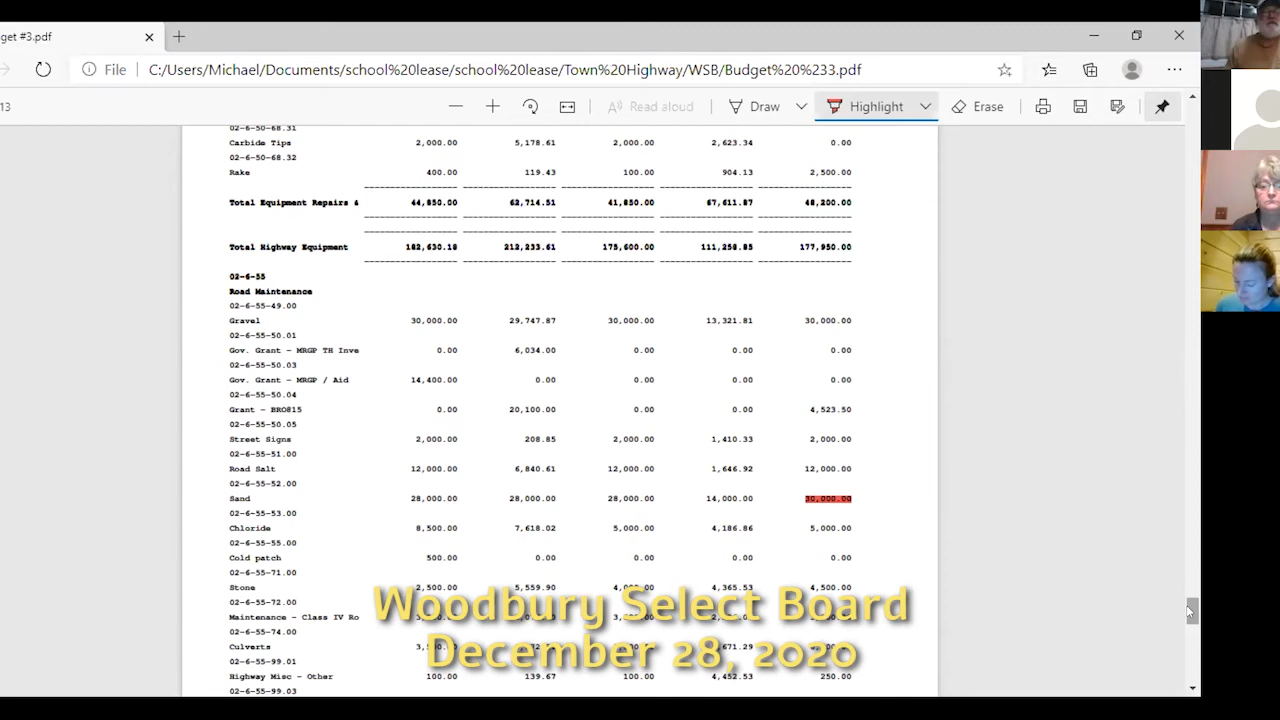 get #3.pdf
File C:/Users/Michael/Documents/school%20lease/school%20lease/Town%20Highway/WSB/Budget%20%233.pdf
13 Read aloud Draw Highlight Erase
02-6-50-68.31
Carbide Tips 2,000.00 5,178.61 2,000.00 2,623.34 0.00
02-6-50-68.32
Rake 400.00 119.43 100.00 904.13 2,500.00
Total Equipment Repairs & 44,850.00 62,714.51 41,850.00 67,611.87 48,200.00
Total Highway Equipment 182,630.18 212,233.61 175,600.00 111,258.85 177,950.00
02-6-55
Road Maintenance
02-6-55-49.00
Gravel 30,000.00 29,747.87 30,000.00 13,321.81 30,000.00
02-6-55-50.01
Gov. Grant - MRGP TH Inve 0.00 6,034.00 0.00 0.00 0.00
02-6-55-50.03
Gov. Grant - MRGP / Aid 14,400.00 0.00 0.00 0.00 0.00
02-6-55-50.04
Grant - BRO815 0.00 20,100.00 0.00 0.00 4,523.50
02-6-55-50.05
Street Signs 2,000.00 208.85 2,000.00 1,410.33 2,000.00
02-6-55-51.00
Road Salt 12,000.00 6,840.61 12,000.00 1,646.92 12,000.00
02-6-55-52.00
Sand 28,000.00 28,000.00 28,000.00 14,000.00 30,000.00
02-6-55-53.00
Chloride 8,500.00 7,618.02 5,000.00 4,186.86 5,000.00
02-6-55-55.00
Cold patch 500.00 0.00 0.00 0.00 0.00
02-6-55-71.00
Stone 2,500.00 5,559.90 4,365.53 4,500.00
02-6-55-72.00
Woodbury Select Board
Maintenance - Class IV Ro
02-6-55-74.00
Culverts
December 28, 2020
02-6-55-99.01
Highway Misc - Other 100.00 139.67 100.00 4,452.53 250.00
02-6-55-99.03